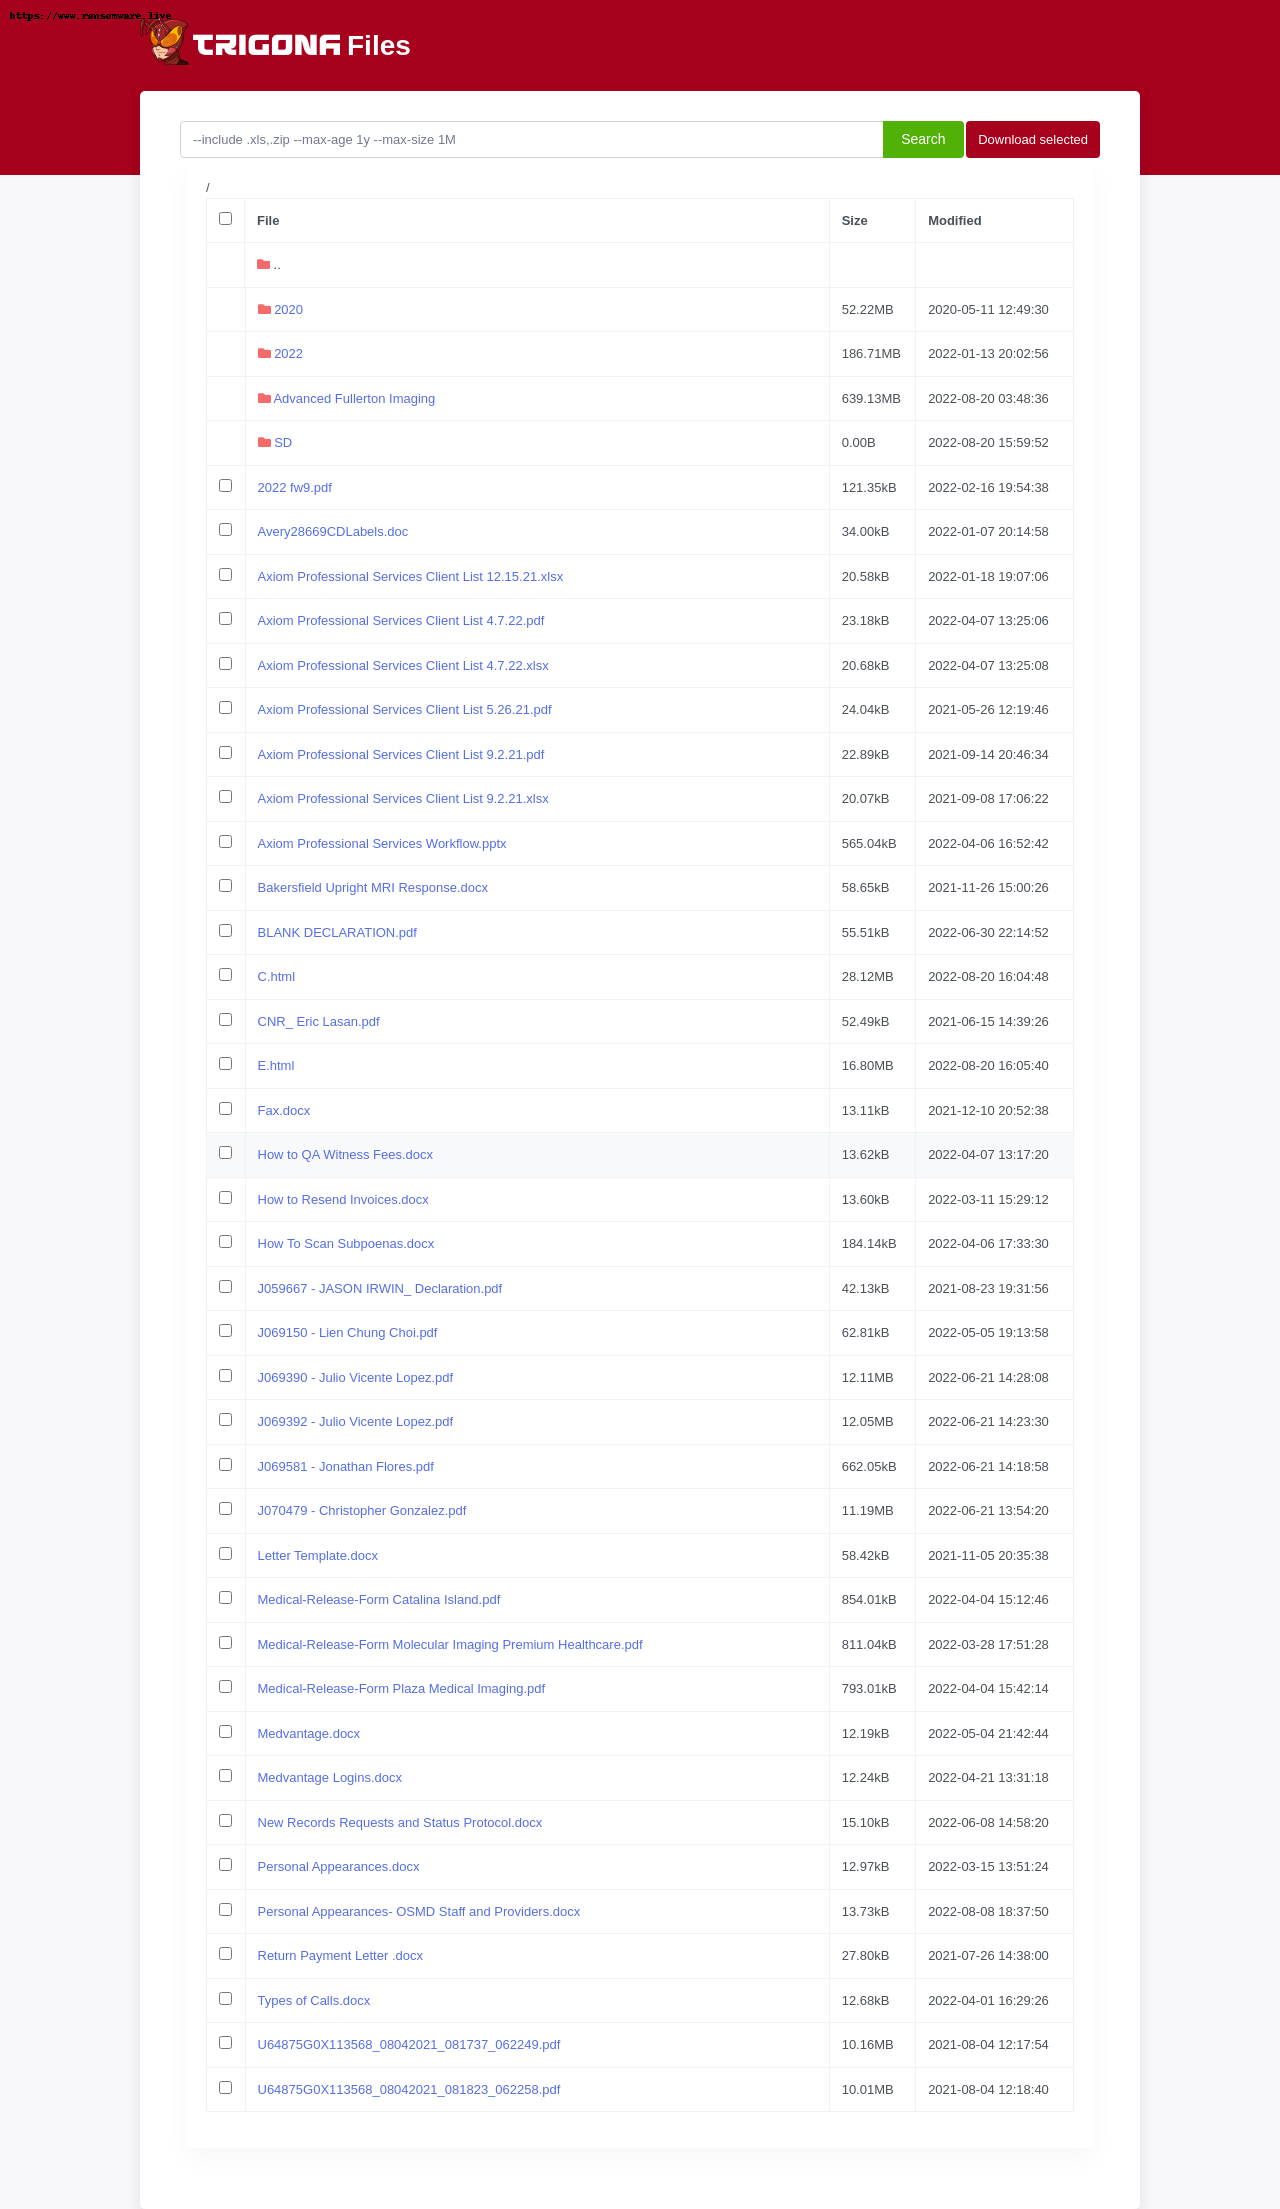 https://www.ransomware.live
TRIGONA Files
--include .xls,.zip --max-age 1y --max-size 1M Search Download selected
/
File Size Modified
..
2020 52.22MB 2020-05-11 12:49:30
2022 186.71MB 2022-01-13 20:02:56
Advanced Fullerton Imaging 639.13MB 2022-08-20 03:48:36
SD 0.00B 2022-08-20 15:59:52
2022 fw9.pdf 121.35kB 2022-02-16 19:54:38
Avery28669CDLabels.doc 34.00kB 2022-01-07 20:14:58
Axiom Professional Services Client List 12.15.21.xlsx 20.58kB 2022-01-18 19:07:06
Axiom Professional Services Client List 4.7.22.pdf 23.18kB 2022-04-07 13:25:06
Axiom Professional Services Client List 4.7.22.xlsx 20.68kB 2022-04-07 13:25:08
Axiom Professional Services Client List 5.26.21.pdf 24.04kB 2021-05-26 12:19:46
Axiom Professional Services Client List 9.2.21.pdf 22.89kB 2021-09-14 20:46:34
Axiom Professional Services Client List 9.2.21.xlsx 20.07kB 2021-09-08 17:06:22
Axiom Professional Services Workflow.pptx 565.04kB 2022-04-06 16:52:42
Bakersfield Upright MRI Response.docx 58.65kB 2021-11-26 15:00:26
BLANK DECLARATION.pdf 55.51kB 2022-06-30 22:14:52
C.html 28.12MB 2022-08-20 16:04:48
CNR_ Eric Lasan.pdf 52.49kB 2021-06-15 14:39:26
E.html 16.80MB 2022-08-20 16:05:40
Fax.docx 13.11kB 2021-12-10 20:52:38
How to QA Witness Fees.docx 13.62kB 2022-04-07 13:17:20
How to Resend Invoices.docx 13.60kB 2022-03-11 15:29:12
How To Scan Subpoenas.docx 184.14kB 2022-04-06 17:33:30
J059667 - JASON IRWIN_ Declaration.pdf 42.13kB 2021-08-23 19:31:56
J069150 - Lien Chung Choi.pdf 62.81kB 2022-05-05 19:13:58
J069390 - Julio Vicente Lopez.pdf 12.11MB 2022-06-21 14:28:08
J069392 - Julio Vicente Lopez.pdf 12.05MB 2022-06-21 14:23:30
J069581 - Jonathan Flores.pdf 662.05kB 2022-06-21 14:18:58
J070479 - Christopher Gonzalez.pdf 11.19MB 2022-06-21 13:54:20
Letter Template.docx 58.42kB 2021-11-05 20:35:38
Medical-Release-Form Catalina Island.pdf 854.01kB 2022-04-04 15:12:46
Medical-Release-Form Molecular Imaging Premium Healthcare.pdf 811.04kB 2022-03-28 17:51:28
Medical-Release-Form Plaza Medical Imaging.pdf 793.01kB 2022-04-04 15:42:14
Medvantage.docx 12.19kB 2022-05-04 21:42:44
Medvantage Logins.docx 12.24kB 2022-04-21 13:31:18
New Records Requests and Status Protocol.docx 15.10kB 2022-06-08 14:58:20
Personal Appearances.docx 12.97kB 2022-03-15 13:51:24
Personal Appearances- OSMD Staff and Providers.docx 13.73kB 2022-08-08 18:37:50
Return Payment Letter .docx 27.80kB 2021-07-26 14:38:00
Types of Calls.docx 12.68kB 2022-04-01 16:29:26
U64875G0X113568_08042021_081737_062249.pdf 10.16MB 2021-08-04 12:17:54
U64875G0X113568_08042021_081823_062258.pdf 10.01MB 2021-08-04 12:18:40